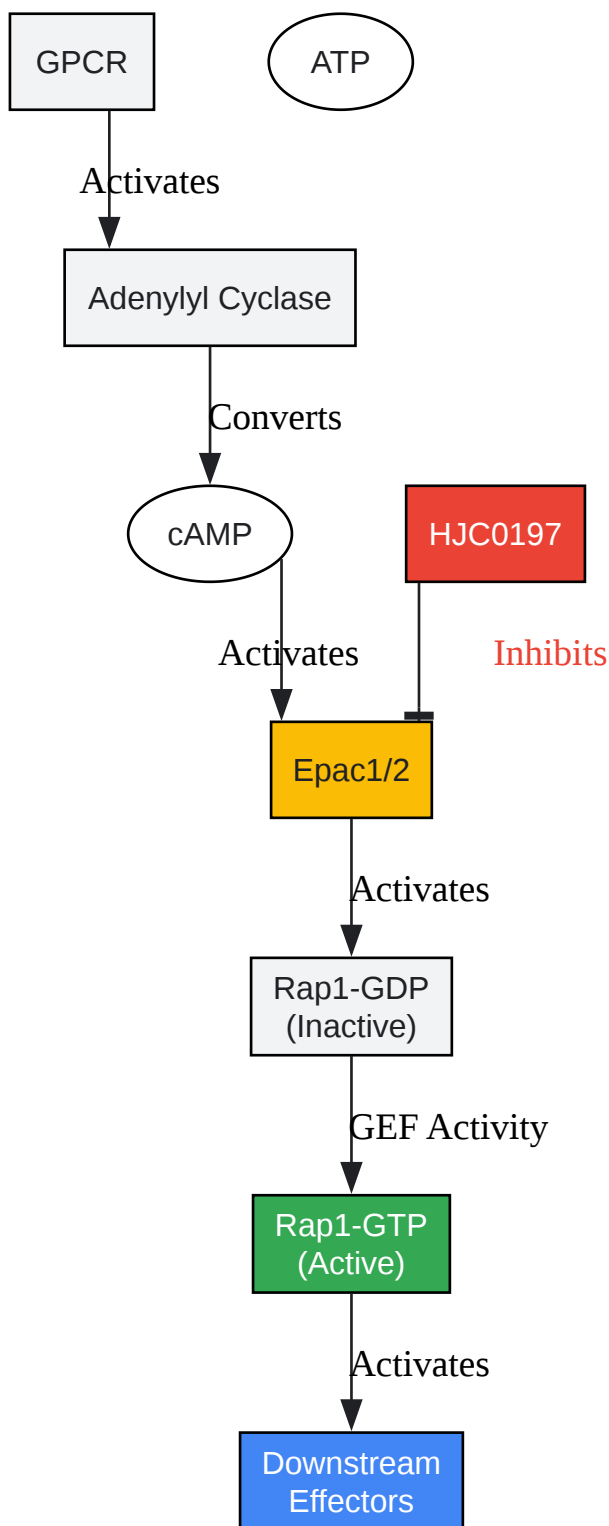 GPCR
ATP
Activates
Adenylyl Cyclase
Converts
cAMP
HJC0197
Activates
Inhibits
Epac1/2
Activates
Rap1-GDP
(Inactive)
GEF Activity
Rap1-GTP
(Active)
Activates
Downstream
Effectors